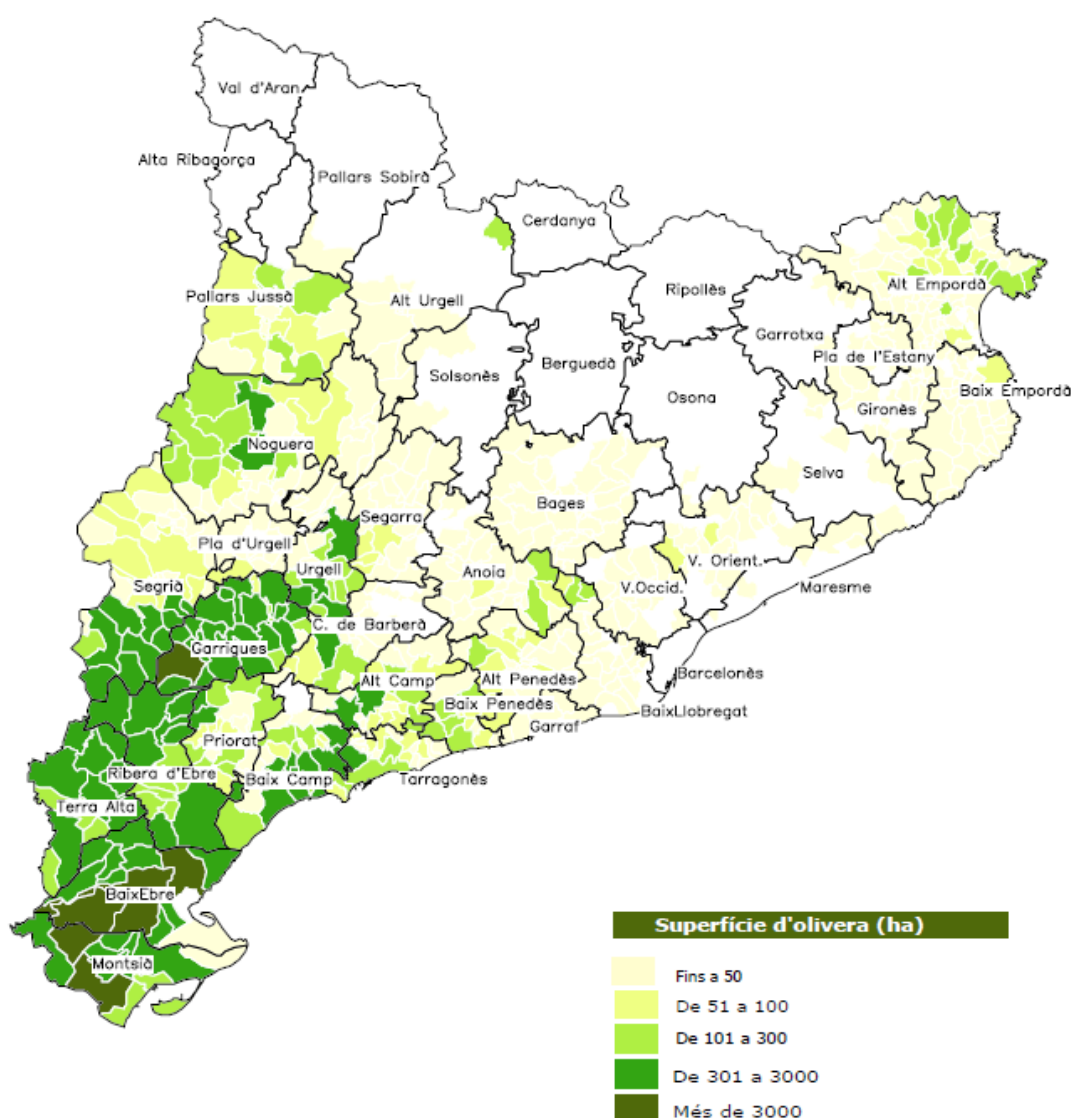 Val d'Aran
Alta Ribagorça
Pallars Sobirà
Cerdanya
Pallars Jussà
Alt Urgell
Ripollès
Alt Empordà
Garrotxa
Pla de l'Estany
Solsonès
Berguedà
Baix Empordà
Osona
Gironès
Noguera
Selva
Bages
Segarra
Pla d'Urgell
V. Orient.
Urgell
Anoia
Segrià
V.Occid.
Maresme
C. de Barberà
Garrigues
Barcelonès
Alt Camp
Alt Penedès
Baix Penedès
BaixLlobregat
Garraf
Priorat
Ribera d'Ebre
Baix Camp
Tarragonès
Terra Alta
BaixEbre
Montsià
Superfície d'olivera (ha)
Fins a 50
De 51 a 100
De 101 a 300
De 301 a 3000
Més de 3000